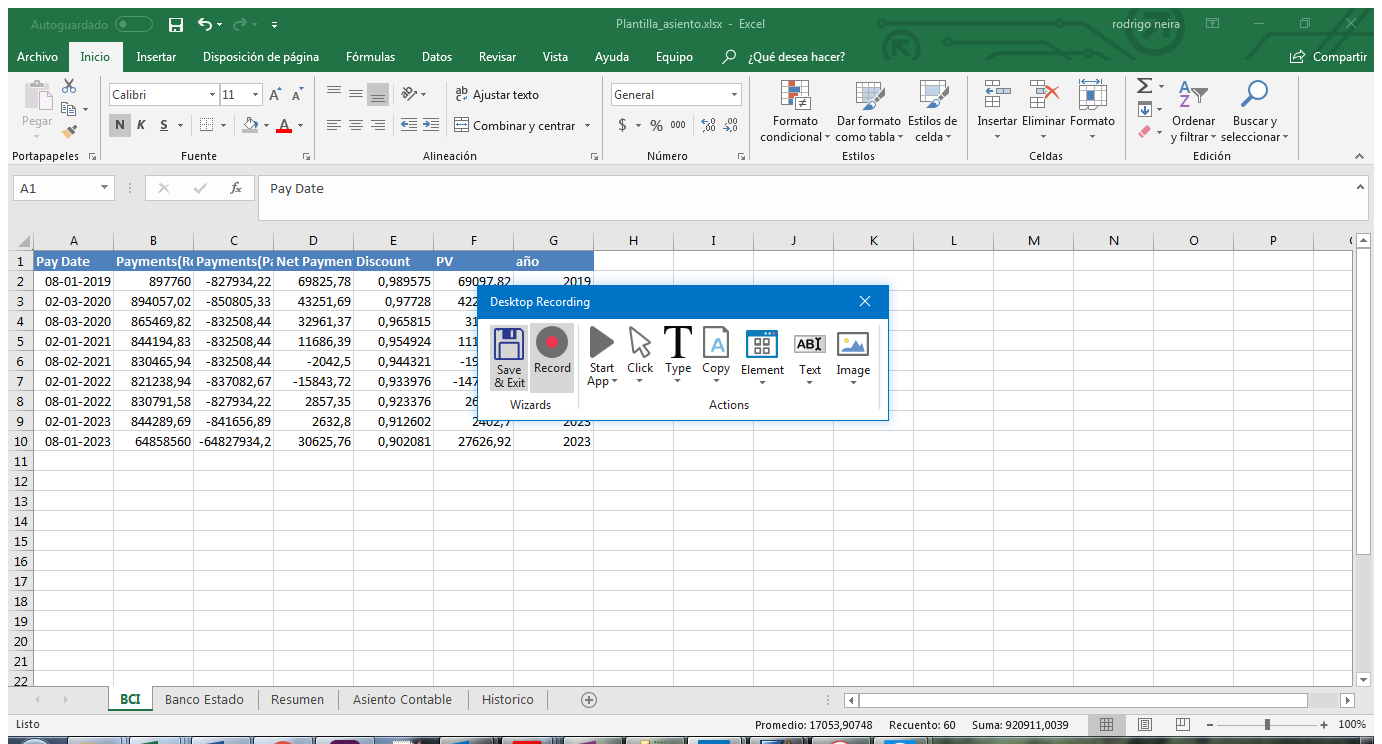 Autoguardado
Plantilla_asiento.xlsx - Excel
rodrigo neira
Archivo Inicio Insertar Disposición de página Fórmulas Datos Revisar Vista Ayuda Equipo ¿Qué desea hacer? Compartir
Pegar
Portapapeles
Calibri 11
N K S
Fuente
Ajustar texto
Combinar y centrar
Alineación
General
$ % 000
Número
Formato condicional
Dar formato como tabla
Estilos de celda
Estilos
Insertar Eliminar Formato
Celdas
Ordenar y filtrar
Buscar y seleccionar
Edición
A1 fx Pay Date
A B C D E F G H I J K L M N O P
1 Pay Date Payments(R Payments(P Net Paymen Discount PV año
2 08-01-2019 897760 -827934,22 69825,78 0,989575 69097,82 2019
3 02-03-2020 894057,02 -850805,33 43251,69 0,97728 422
4 08-03-2020 865469,82 -832508,44 32961,37 0,965815 31
5 02-01-2021 844194,83 -832508,44 11686,39 0,954924 111
6 08-02-2021 830465,94 -832508,44 -2042,5 0,944321 -19
7 02-01-2022 821238,94 -837082,67 -15843,72 0,933976 -147
8 08-01-2022 830791,58 -827934,22 2857,35 0,923376 26
9 02-01-2023 844289,69 -841656,89 2632,8 0,912602 2402,7 2023
10 08-01-2023 64858560 -64827934,2 30625,76 0,902081 27626,92 2023
11
12
13
14
15
16
17
18
19
20
21
22
Desktop Recording
Save & Exit
Record
Wizards
Start App
Click
Type
Copy
Element
Text
Image
Actions
BCI Banco Estado Resumen Asiento Contable Historico
Listo
Promedio: 17053,90748 Recuento: 60 Suma: 920911,0039
100%